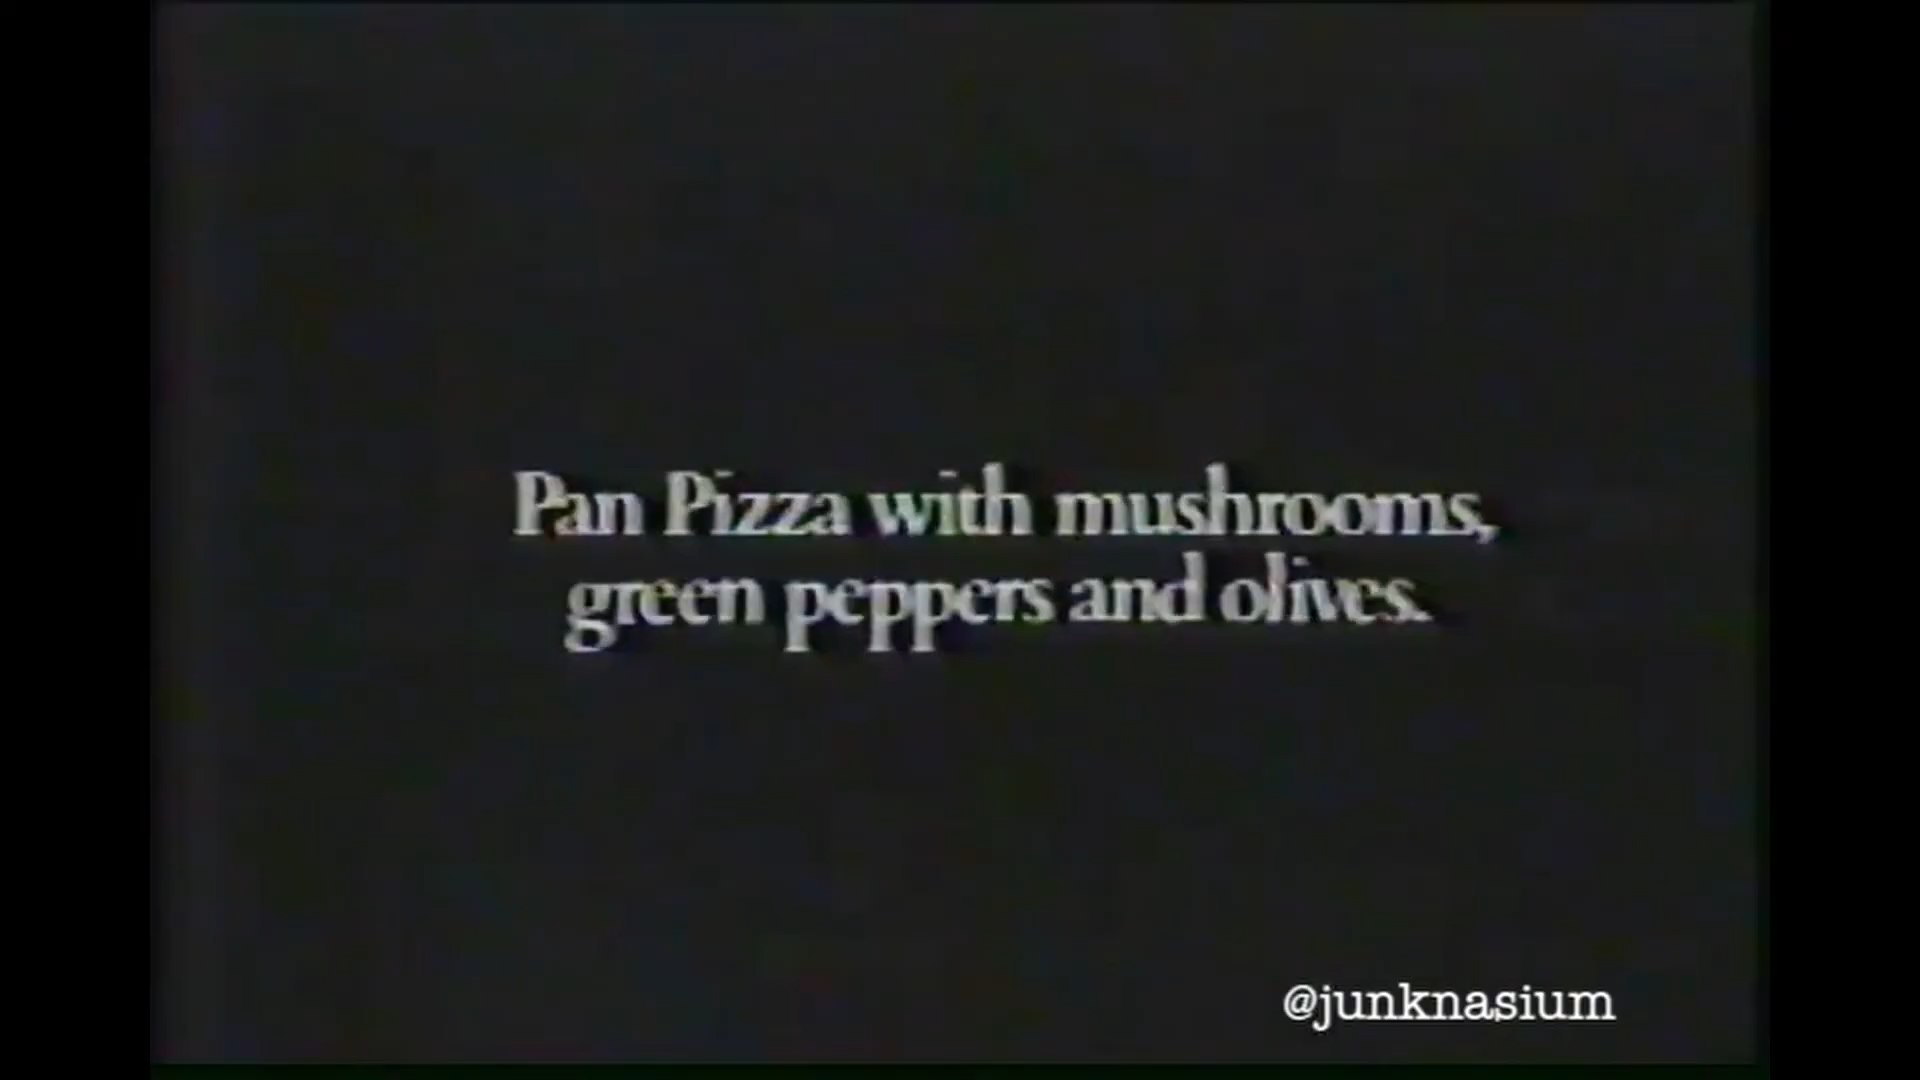 Pan Pizza with mushrooms,
green peppers and olives.
@junknasium